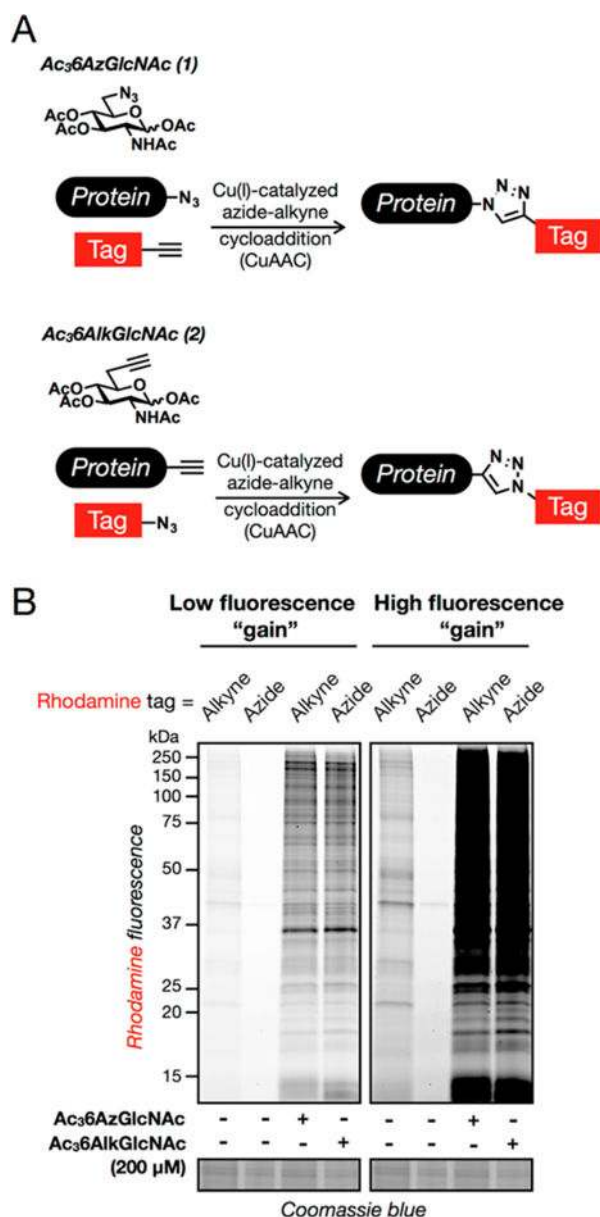 A
Ac₃6AzGlcNAc (1)
N₃
AcO
AcO
O
OAc
NHAc
Protein N₃
Tag
Cu(I)-catalyzed
azide-alkyne
cycloaddition
(CuAAC)
Protein N N N
Tag
Ac₃6AlkGlcNAc (2)
AcO
AcO
O
OAc
NHAc
Protein
Tag N₃
Cu(I)-catalyzed
azide-alkyne
cycloaddition
(CuAAC)
Protein N N N
Tag
B
Low fluorescence "gain" High fluorescence "gain"
Rhodamine tag = Alkyne Azide Alkyne Azide Alkyne Azide Alkyne Azide
kDa
250
150
100
75
50
37
25
20
15
Rhodamine fluorescence
Ac₃6AzGlcNAc - - + - - - + -
Ac₃6AlkGlcNAc - - - + - - - +
(200 µM)
Coomassie blue